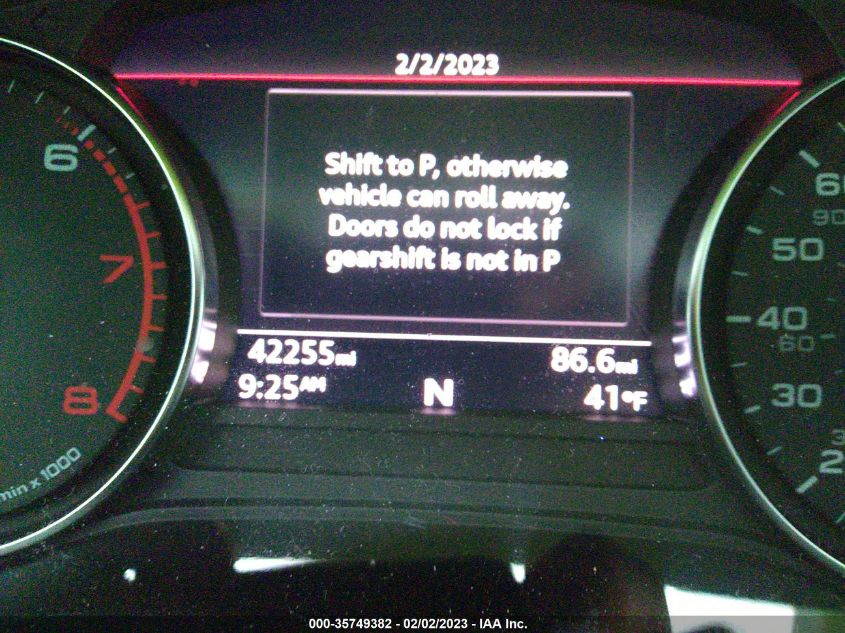 2/2/2023
Shift to P, otherwise
vehicle can roll away.
Doors do not lock if
gearshift is not in P
42255mi
86.6mi
9:25AM
N
41°F
6
7
8
min x 1000
60
90
50
40
60
30
000-35749382 - 02/02/2023 - IAA Inc.